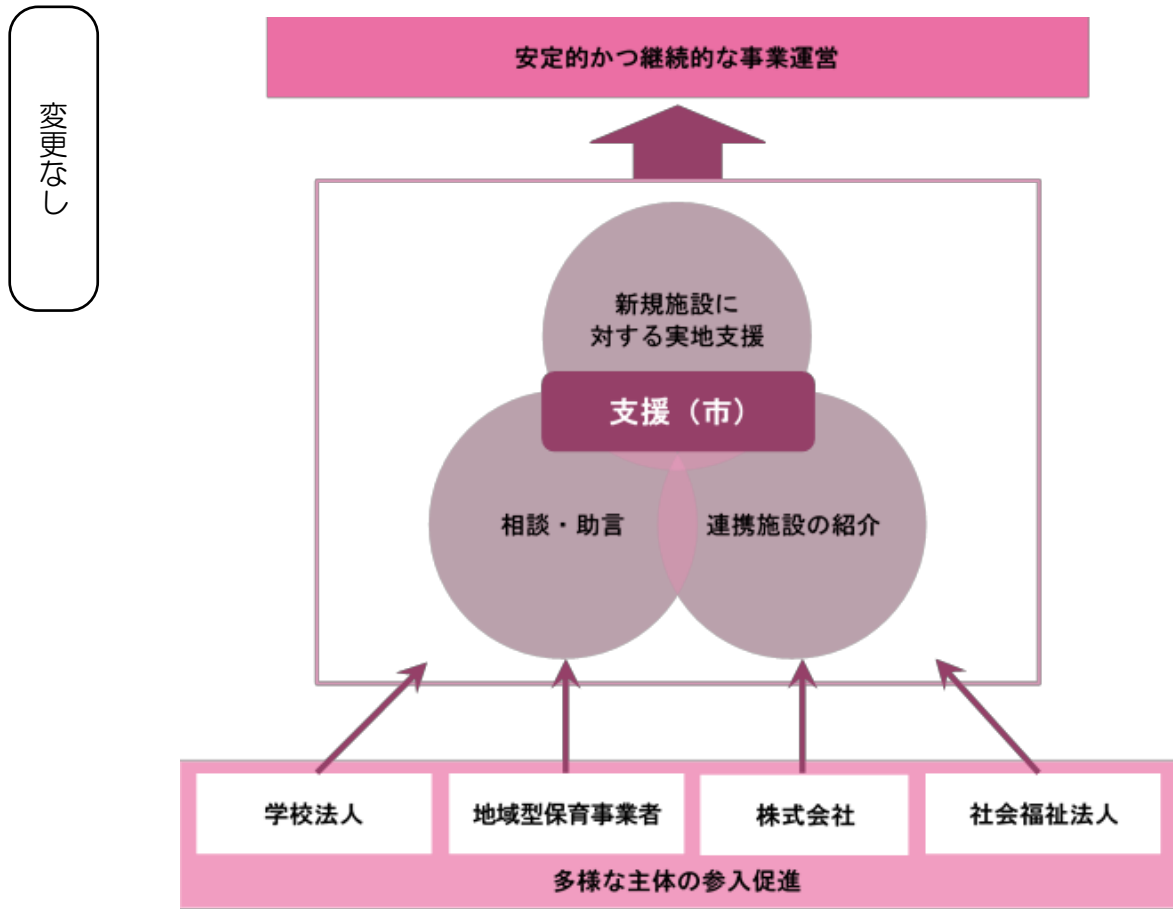 変更なし
安定的かつ継続的な事業運営
新規施設に
対する実地支援
支援（市）
相談・助言
連携施設の紹介
学校法人
地域型保育事業者
株式会社
社会福祉法人
多様な主体の参入促進